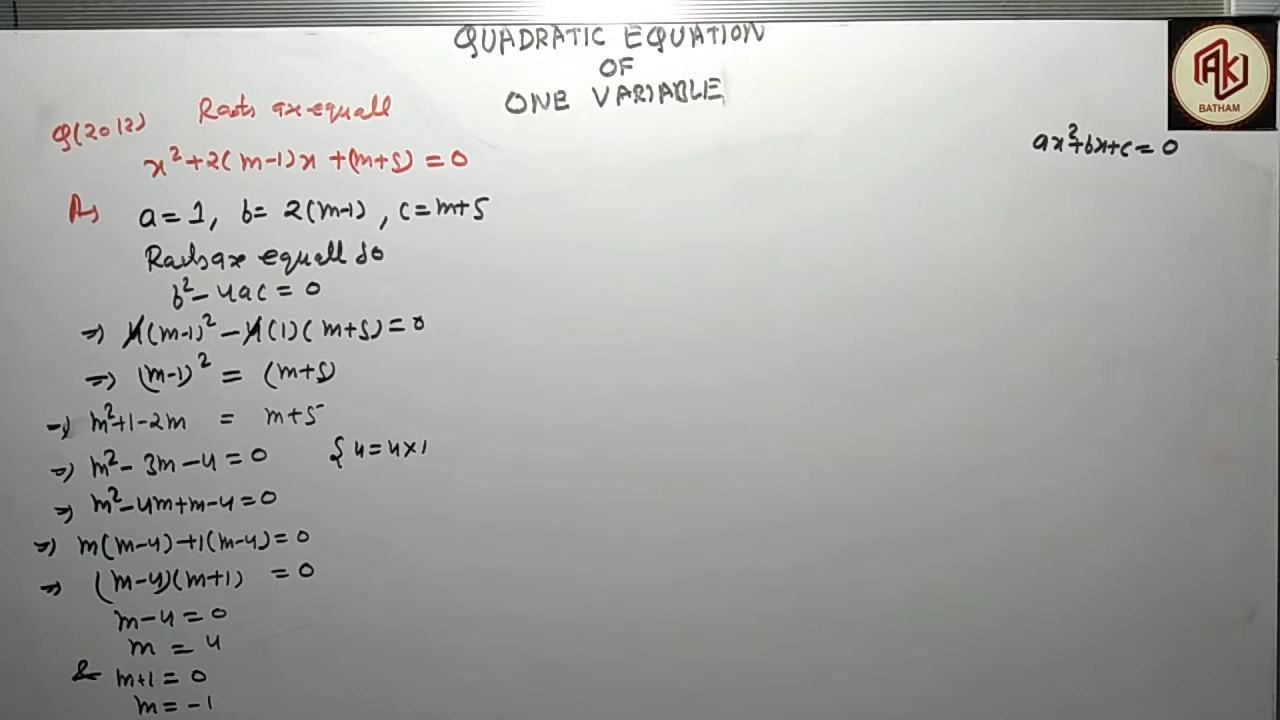 QUADRATIC EQUATION
OF
ONE VARIABLE
AK
BATHAM
ax²+bx+c=0
Q(2012) Roots are equall
x²+2(m-1)x+(m+5)=0
a=1, b=2(m-1), c=m+5
Roots are equall so
b²-4ac=0
⇒ 4(m-1)²-4(1)(m+5)=0
⇒ (m-1)² = (m+5)
⇒ m²+1-2m = m+5
⇒ m²-3m-4=0 {4=4×1
⇒ m²-4m+m-4=0
⇒ m(m-4)+1(m-4)=0
⇒ (m-4)(m+1) = 0
m-4=0
m = 4
& m+1=0
m=-1